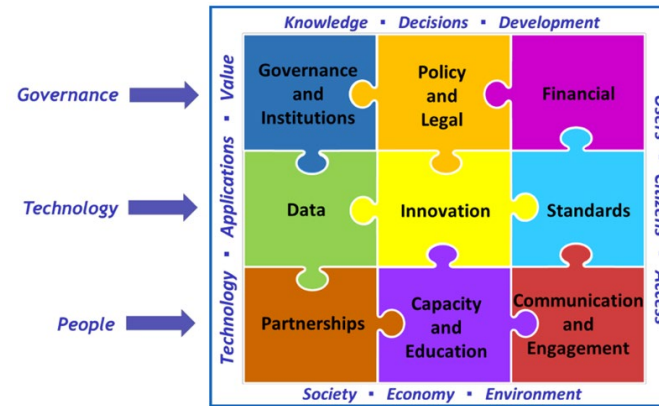 Knowledge ▪ Decisions ▪ Development
Governance
Technology
People
Technology ▪ Applications ▪ Value
Governance
and
Institutions
Policy
and
Legal
Financial
Data
Innovation
Standards
Partnerships
Capacity
and
Education
Communication
and
Engagement
Society ▪ Economy ▪ Environment